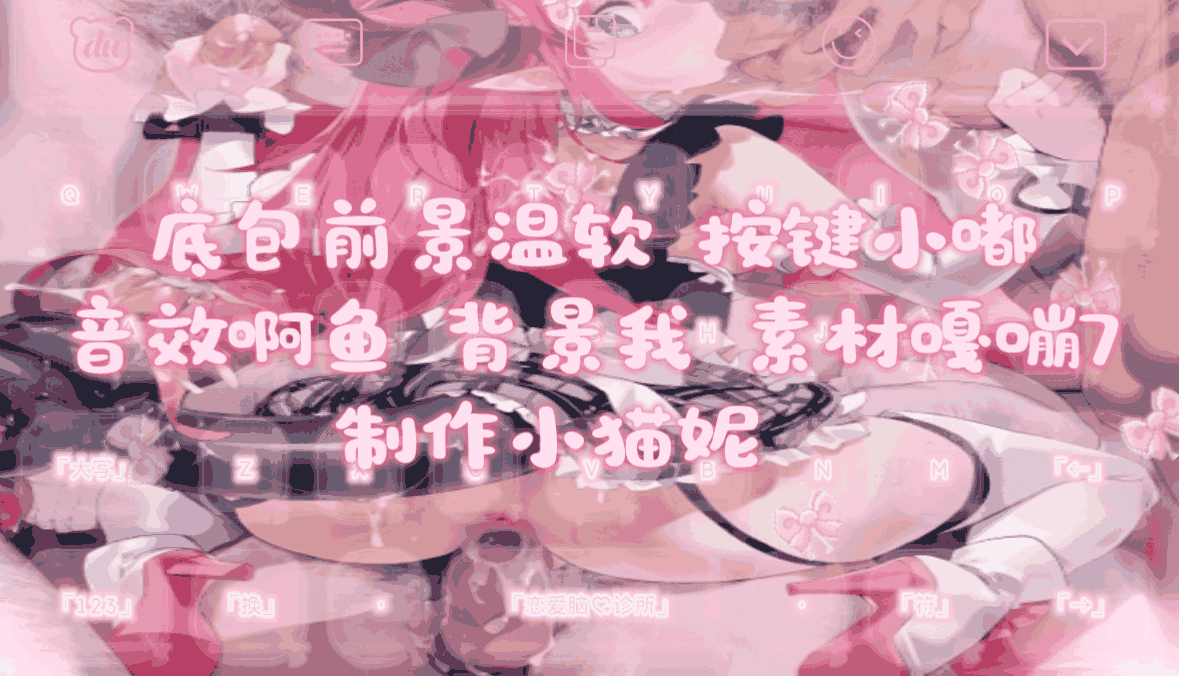 du
Q W E R T Y U I O P
底包前景温软 按键小嘟
音效啊鱼 背景我 素材嘎嘣7
H J
制作小猫妮
『大写』 Z X C V B N M 『←』
『123』 『换』 · 『恋爱脑♡诊所』 · 『符』 『→』